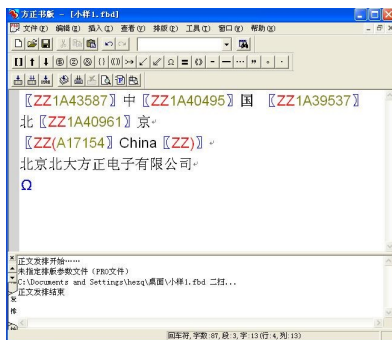 方正书版 - [小样1.fbd]
文件(F) 编辑(E) 插入(I) 查看(V) 排版(P) 工具(T) 窗口(W) 帮助(H)
〖ZZ1A43587〗中〖ZZ1A40495〗国 〖ZZ1A39537〗
北〖ZZ1A40961〗京↵
〖ZZ(A17154〗China〖ZZ)〗↵
北京北大方正电子有限公司↵
Ω
正文发排开始……
未指定排版参数文件 (PRO文件)
C:\Documents and Settings\hezq\桌面\小样1.fbd 二扫...
正文发排结束
发
排
回车符,字数:87,段:3,字:13(行:4,列:13)